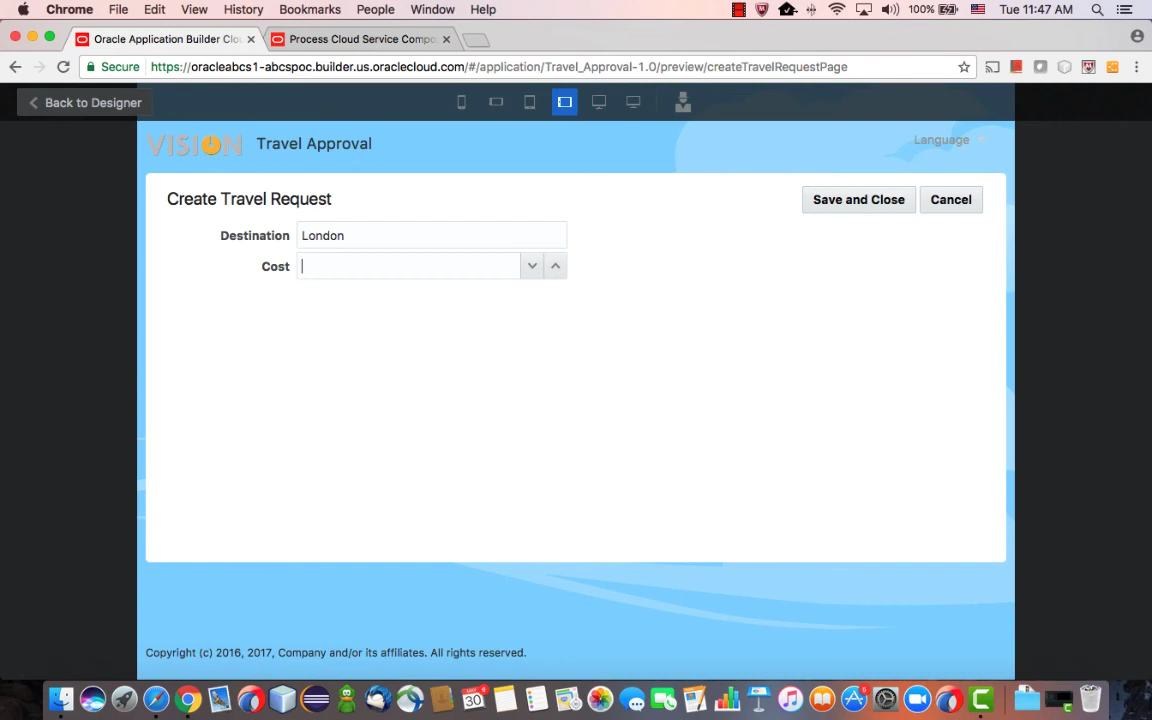 Chrome File Edit View History Bookmarks People Window Help 100% Tue 11:47 AM
Oracle Application Builder Clo Process Cloud Service Compo
Secure https://oracleabcs1-abcspoc.builder.us.oraclecloud.com/#/application/Travel_Approval-1.0/preview/createTravelRequestPage
Back to Designer
VISION Travel Approval Language
Create Travel Request Save and Close Cancel
Destination London
Cost
Copyright (c) 2016, 2017, Company and/or its affiliates. All rights reserved.
30